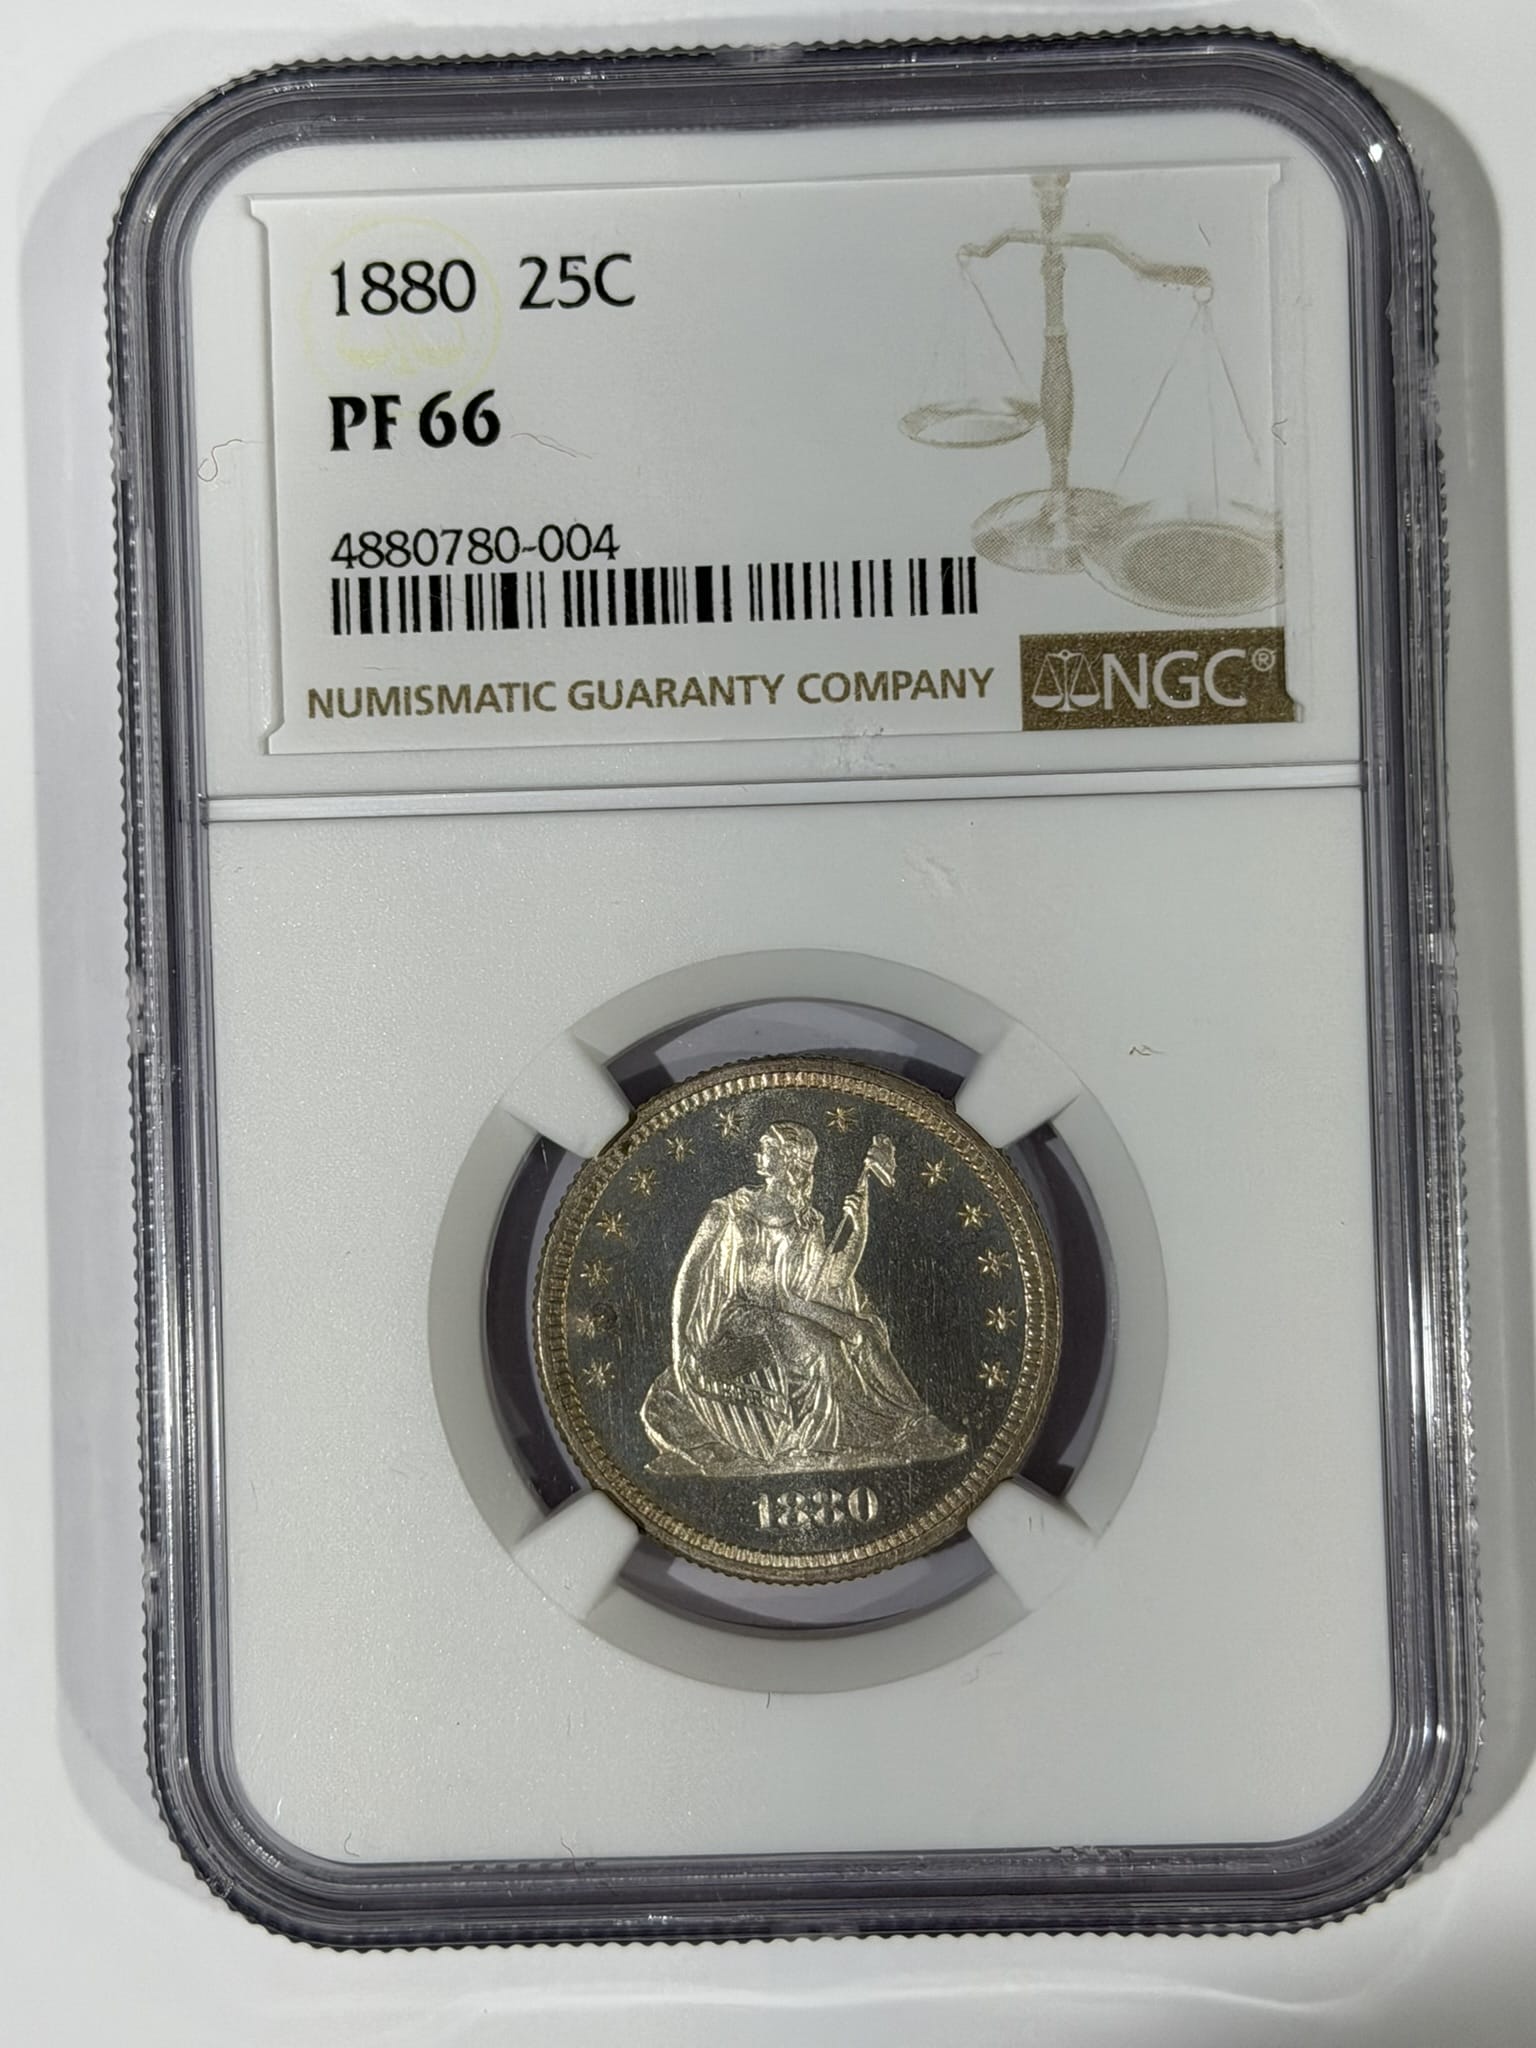 1880 25C
PF 66
4880780-004
NUMISMATIC GUARANTY COMPANY
NGC®
1880